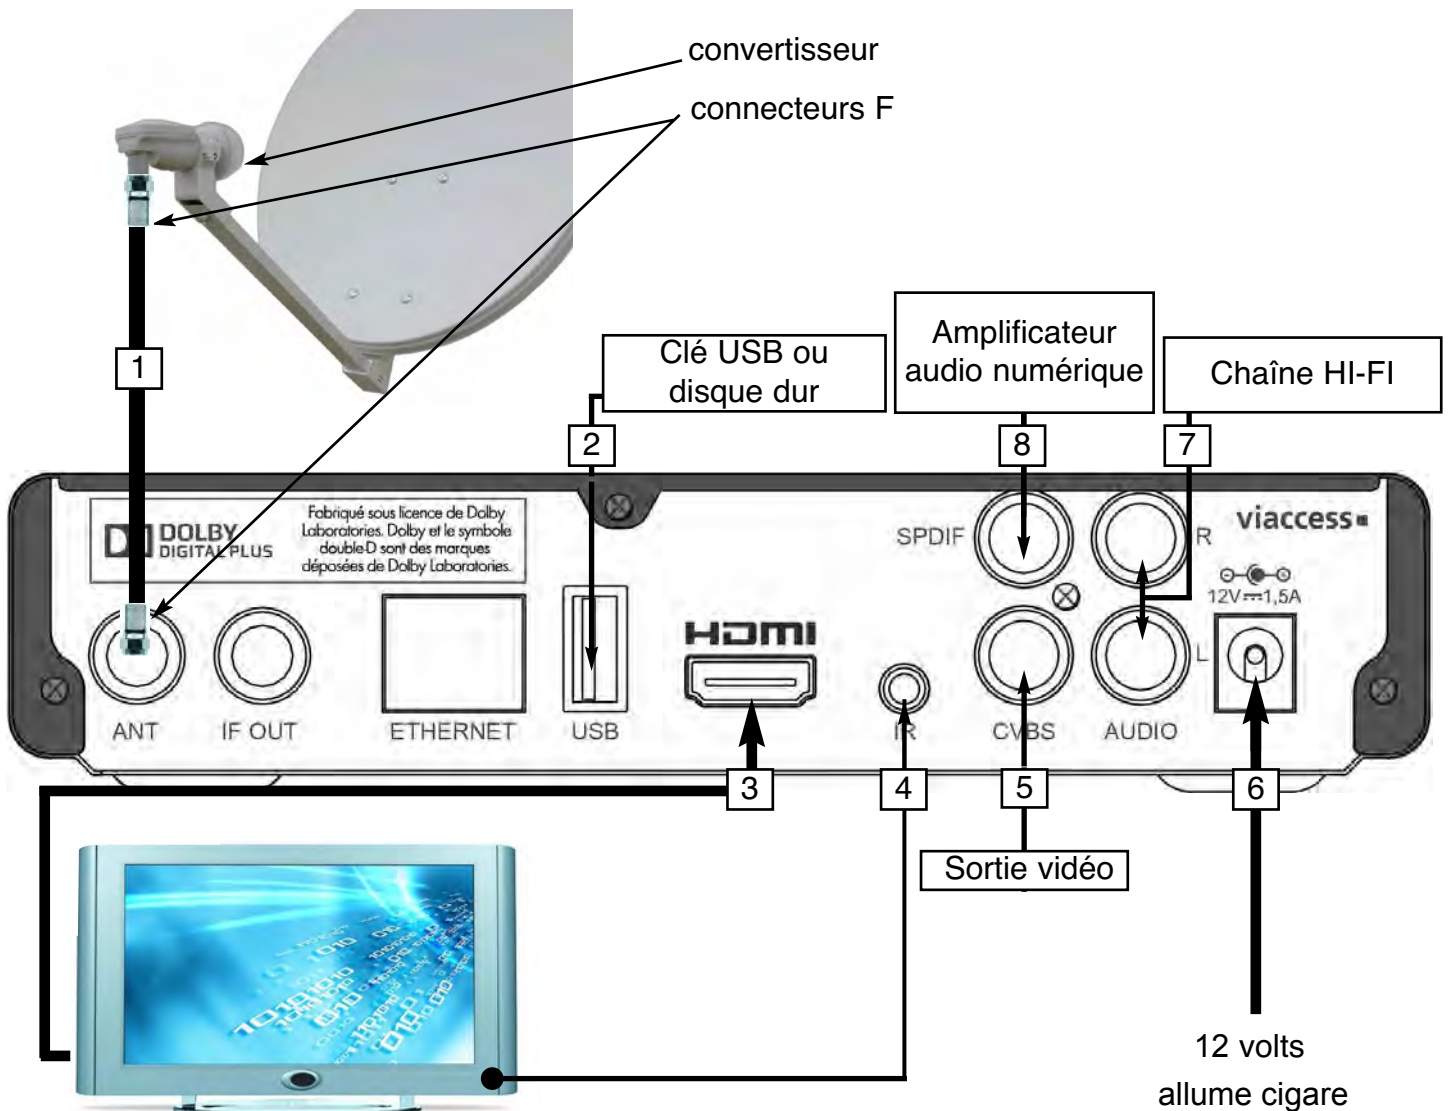 convertisseur
connecteurs F
1
Clé USB ou
disque dur
2
Amplificateur
audio numérique
8
Chaîne HI-FI
7
DOLBY
DIGITAL PLUS
Fabriqué sous licence de Dolby
Laboratories. Dolby et le symbole
double-D sont des marques
déposées de Dolby Laboratories.
SPDIF
R
viaccess
12V 1,5A
HDMI
L
ANT
IF OUT
ETHERNET
USB
IR
CVBS
AUDIO
3
4
5
6
Sortie vidéo
12 volts
allume cigare